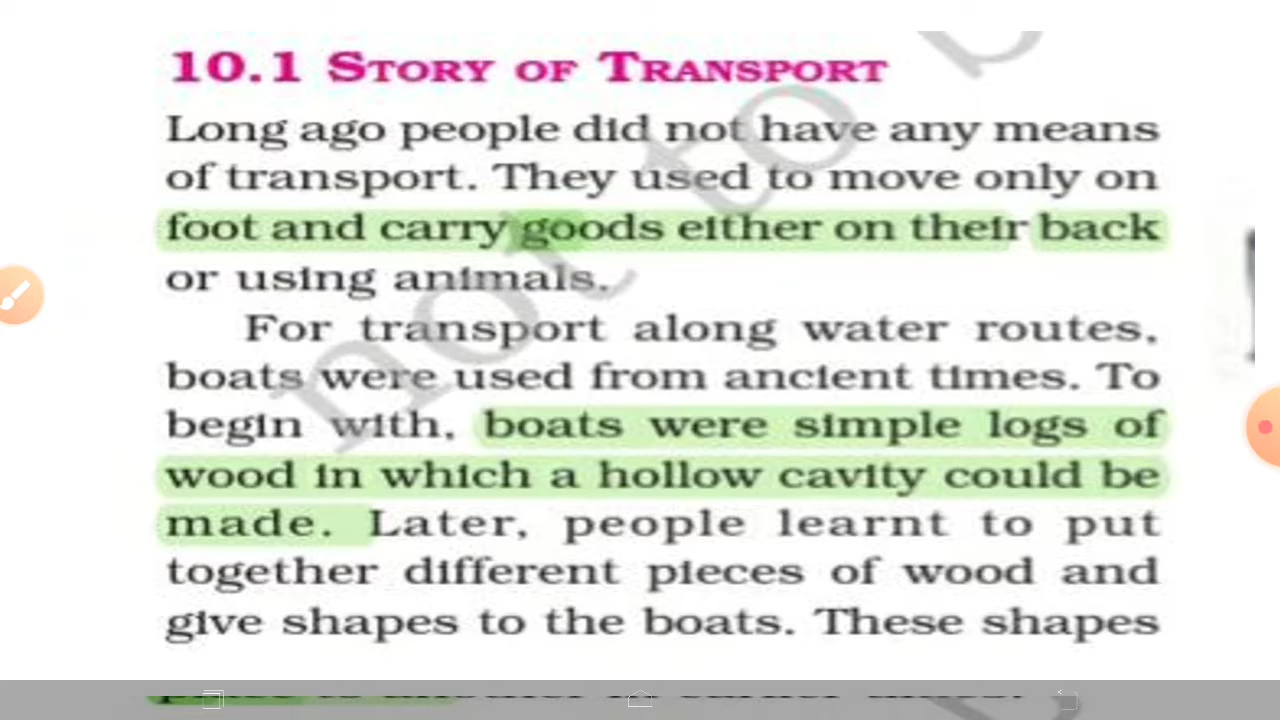 10.1 STORY OF TRANSPORT
Long ago people did not have any means
of transport. They used to move only on
foot and carry goods either on their back
or using animals.
For transport along water routes,
boats were used from ancient times. To
begin with, boats were simple logs of
wood in which a hollow cavity could be
made. Later, people learnt to put
together different pieces of wood and
give shapes to the boats. These shapes
not to b